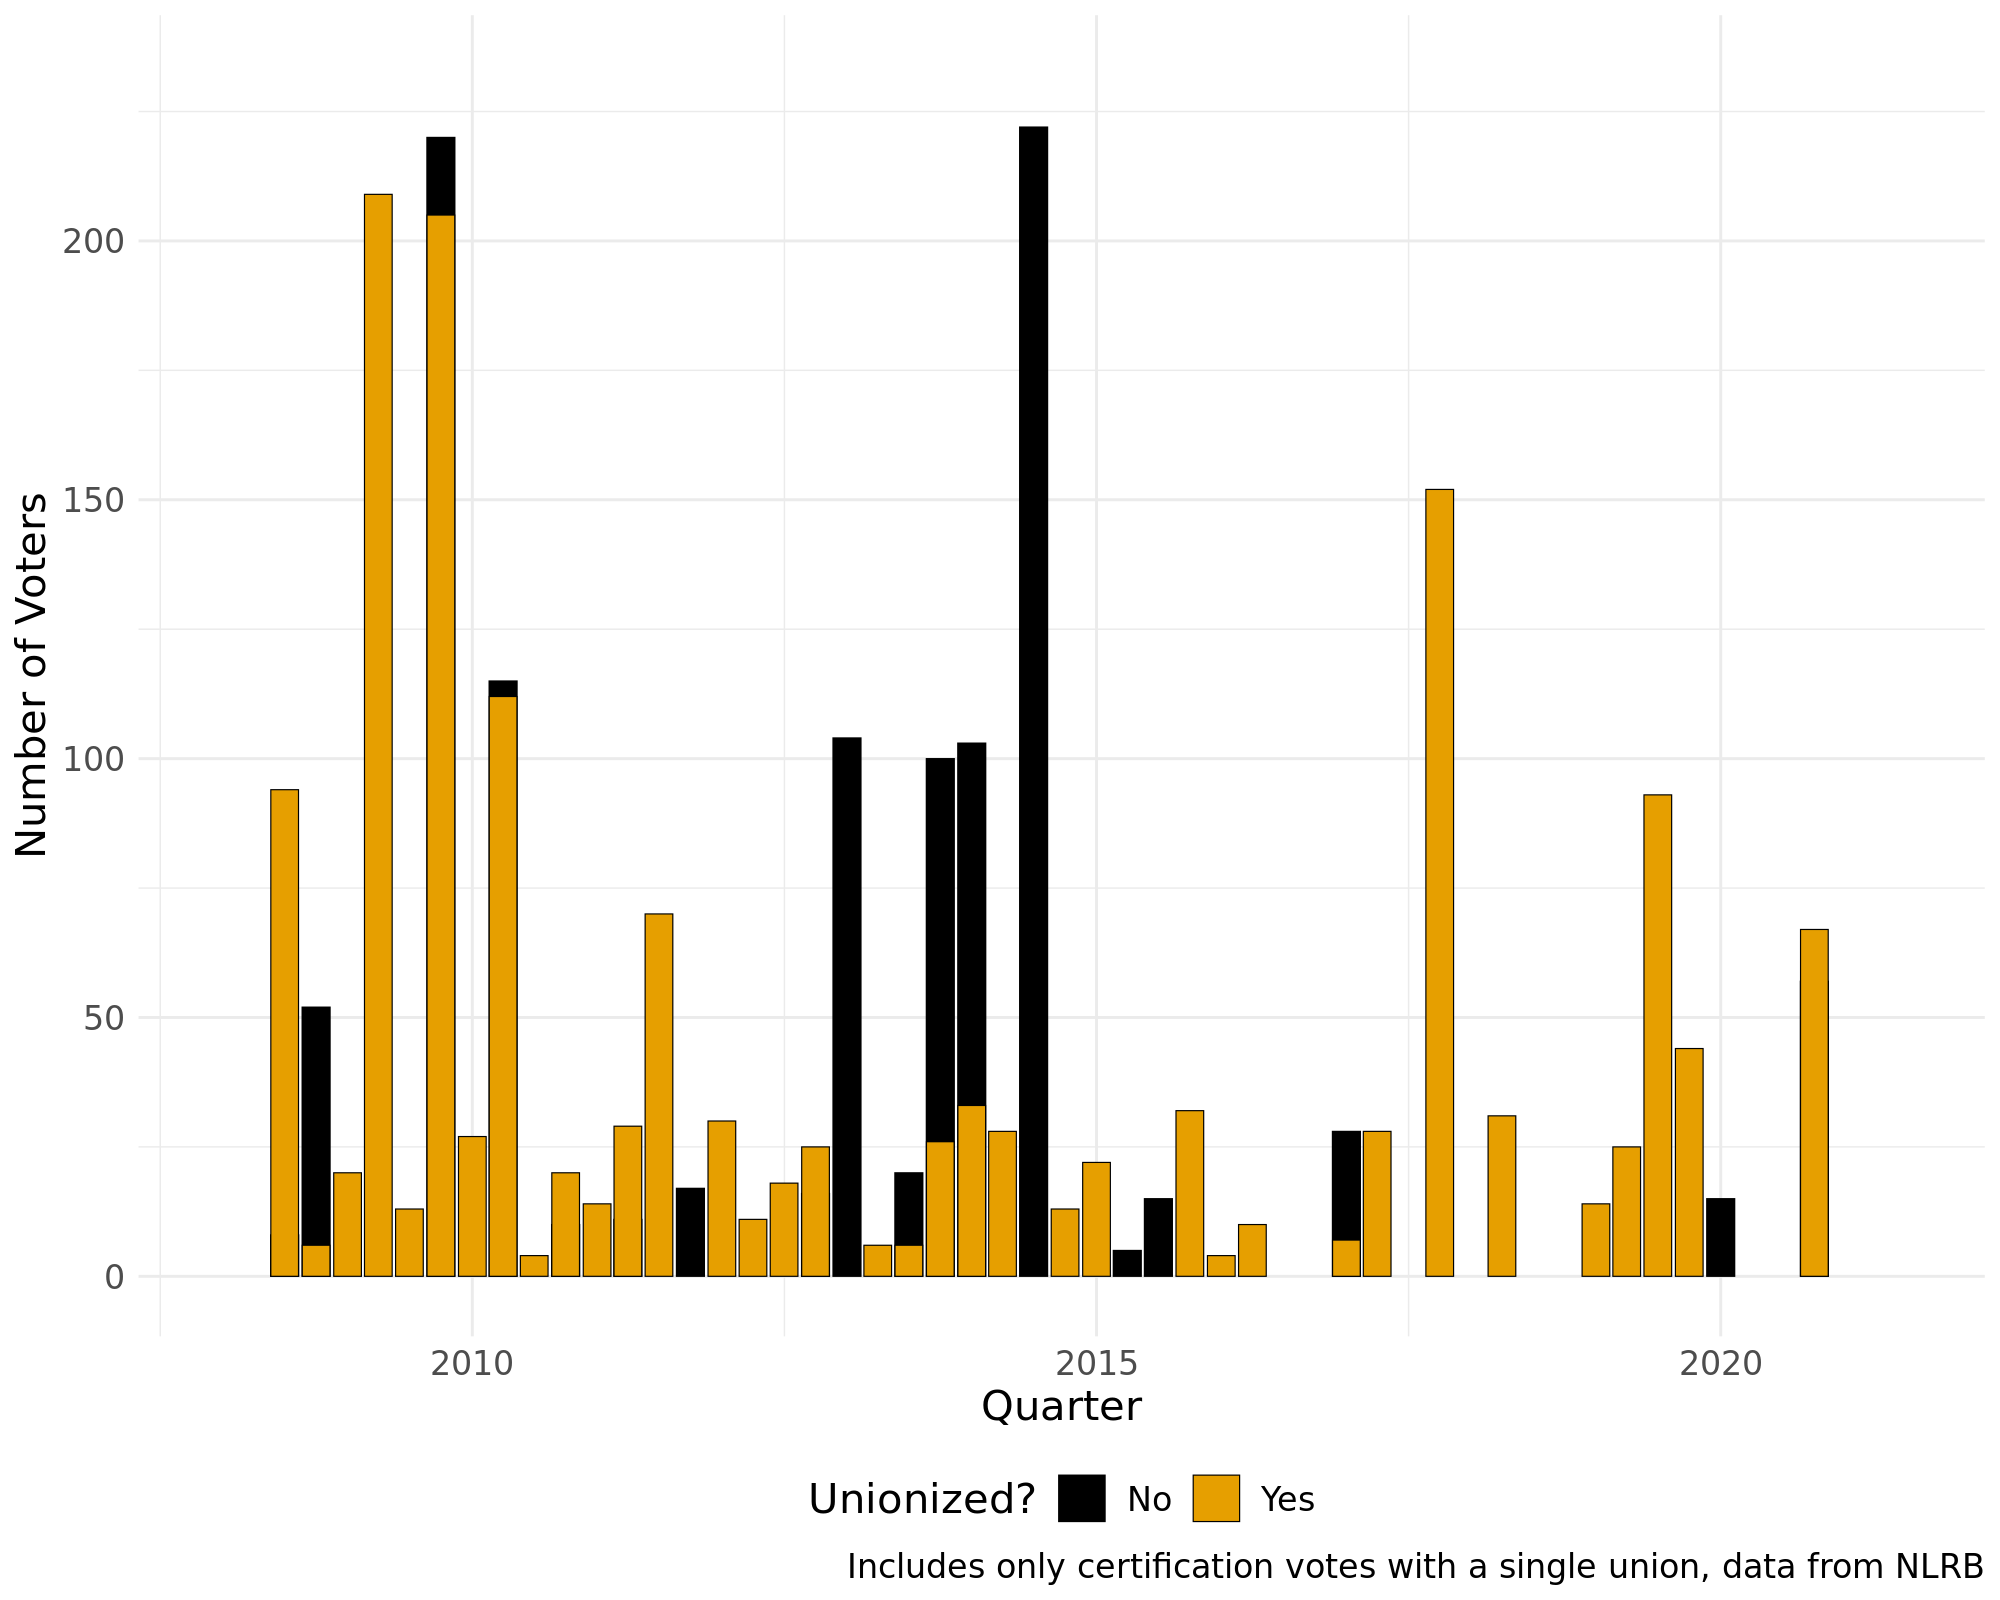 Number of Voters
200
150
100
50
0
2010 2015 2020
Quarter
Unionized? No Yes
Includes only certification votes with a single union, data from NLRB